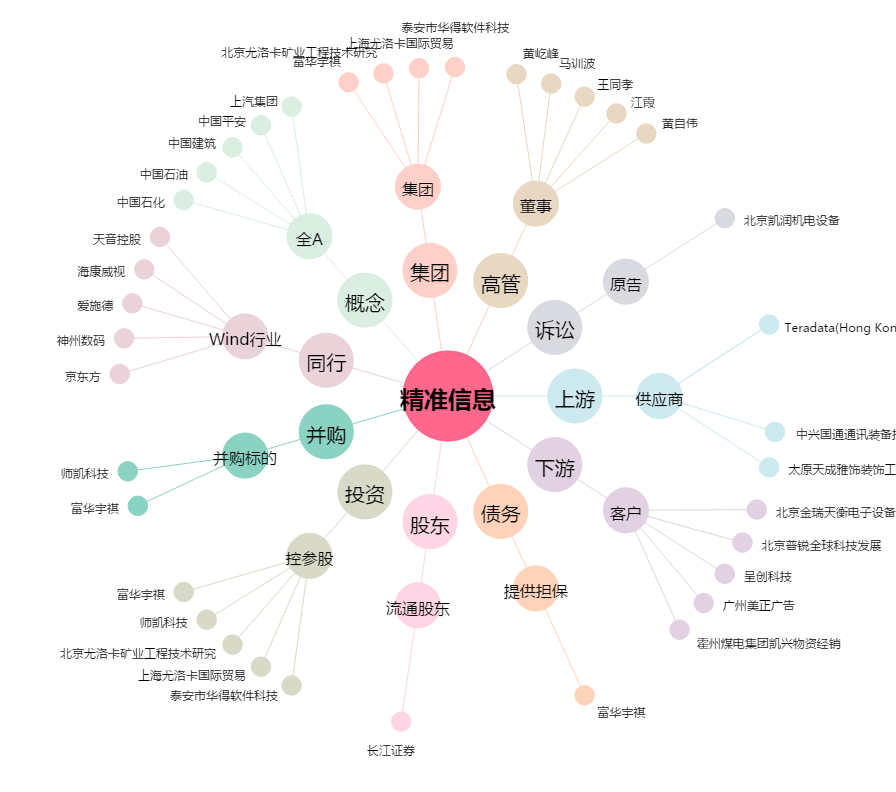 泰安市华得软件科技
上海尤洛卡国际贸易
北京尤洛卡矿业工程技术研究
富华宇祺
黄屹峰
马训波
王同孝
江霞
黄自伟
上汽集团
中国平安
中国建筑
中国石油
中国石化
集团
董事
全A
集团
高管
原告
北京凯润机电设备
天音控股
海康威视
爱施德
神州数码
京东方
概念
诉讼
Wind行业
同行
Teradata(Hong Kon
精准信息
上游
供应商
中兴国通通讯装备技
太原天成雅饰装饰工
并购
并购标的
师凯科技
富华宇祺
下游
投资
股东
债务
客户
北京金瑞天衡电子设备
北京普锐全球科技发展
呈创科技
广州美正广告
霍州煤电集团凯兴物资经销
控参股
富华宇祺
师凯科技
北京尤洛卡矿业工程技术研究
上海尤洛卡国际贸易
泰安市华得软件科技
流通股东
提供担保
富华宇祺
长江证券